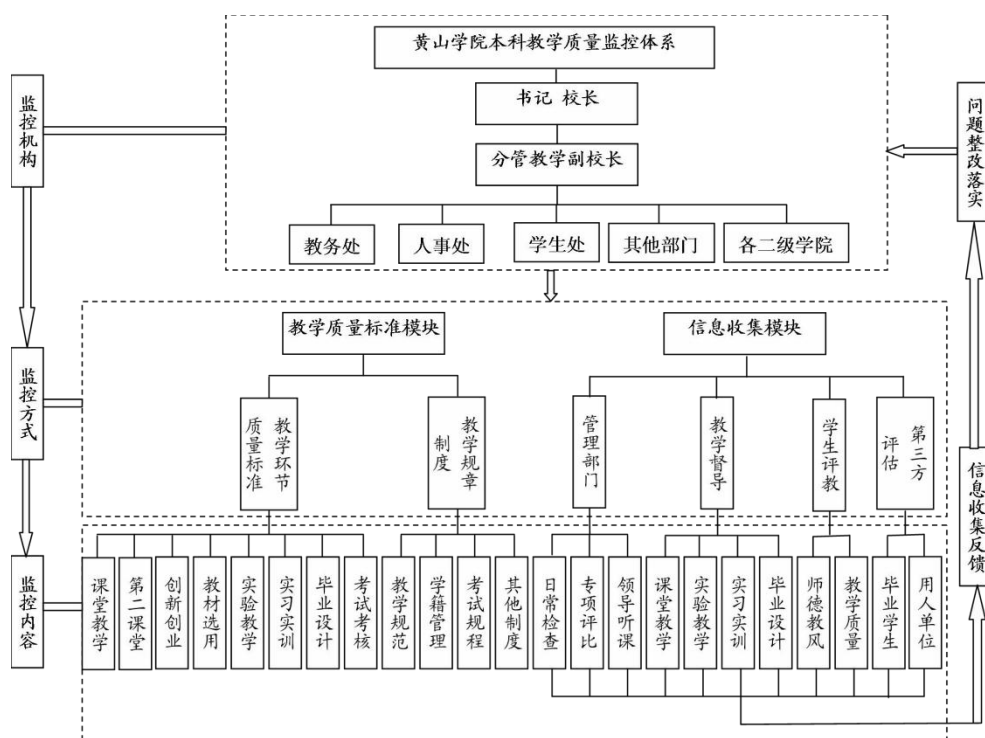 黄山学院本科教学质量监控体系
书记 校长
分管教学副校长
教务处
人事处
学生处
其他部门
各二级学院
监控机构
问题整改落实
教学质量标准模块
信息收集模块
监控方式
教学环节
质量标准
教学规章
制度
管理部门
教学督导
学生评教
第三方
评估
信息收集反馈
监控内容
课堂教学
第二课堂
创新创业
教材选用
实验教学
实习实训
毕业设计
考试考核
教学规范
学籍管理
考试规程
其他制度
日常检查
专项评比
领导听课
课堂教学
实验教学
实习实训
毕业设计
师德教风
教学质量
毕业学生
用人单位